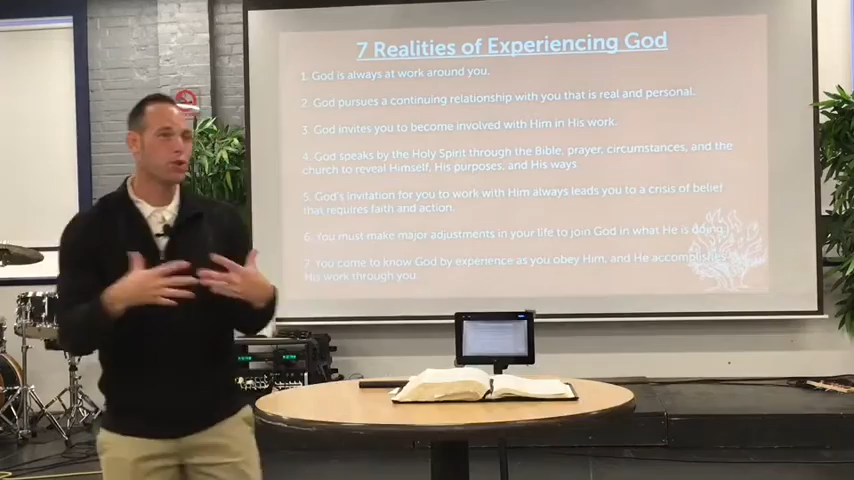 7 Realities of Experiencing God
1. God is always at work around you.
2. God pursues a continuing relationship with you that is real and personal.
3. God invites you to become involved with Him in His work.
4. God speaks by the Holy Spirit through the Bible, prayer, circumstances, and the
church to reveal Himself, His purposes, and His ways
5. God's invitation for you to work with Him always leads you to a crisis of belief
that requires faith and action.
6. You must make major adjustments in your life to join God in what He is doing.
7. You come to know God by experience as you obey Him, and He accomplishes
His work through you.